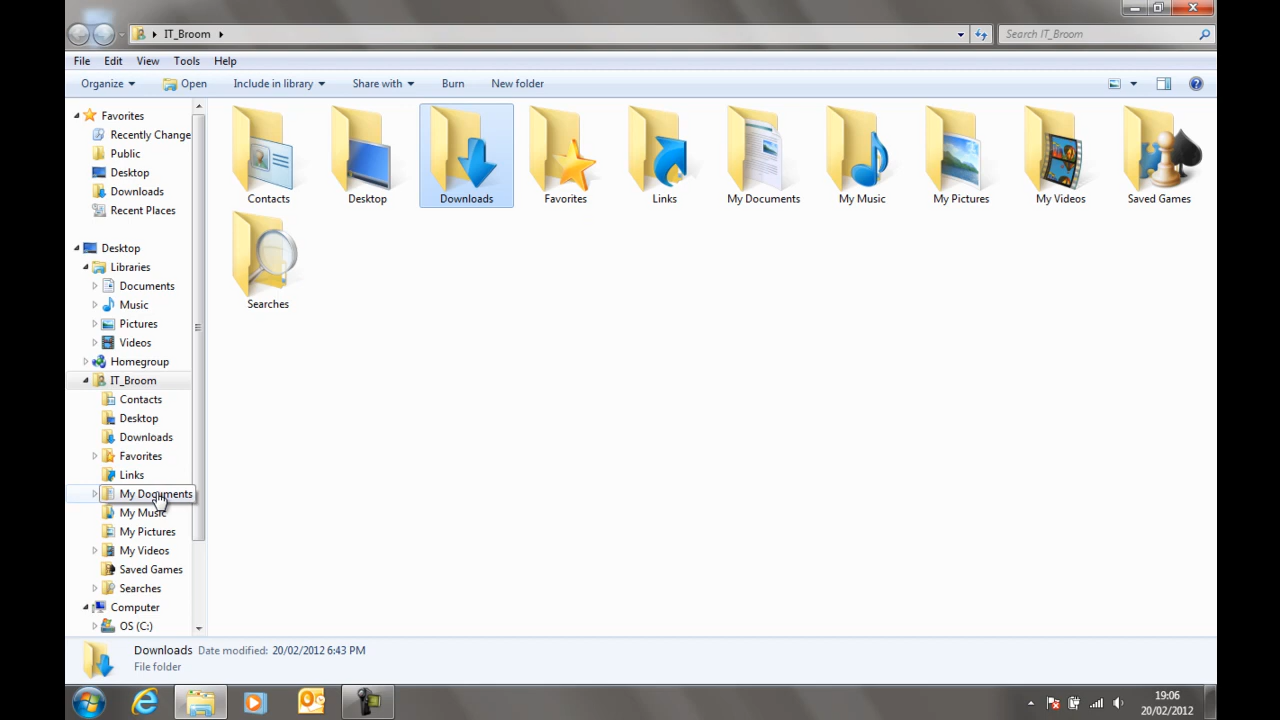 IT_Broom
Search IT_Broom
File Edit View Tools Help
Organize Open Include in library Share with Burn New folder
Favorites
Recently Change
Public
Desktop
Downloads
Recent Places
Desktop
Libraries
Documents
Music
Pictures
Videos
Homegroup
IT_Broom
Contacts
Desktop
Downloads
Favorites
Links
My Documents
My Music
My Pictures
My Videos
Saved Games
Searches
Computer
OS (C:)
Contacts Desktop Downloads Favorites Links My Documents My Music My Pictures My Videos Saved Games
Searches
Downloads Date modified: 20/02/2012 6:43 PM
File folder
19:06
20/02/2012